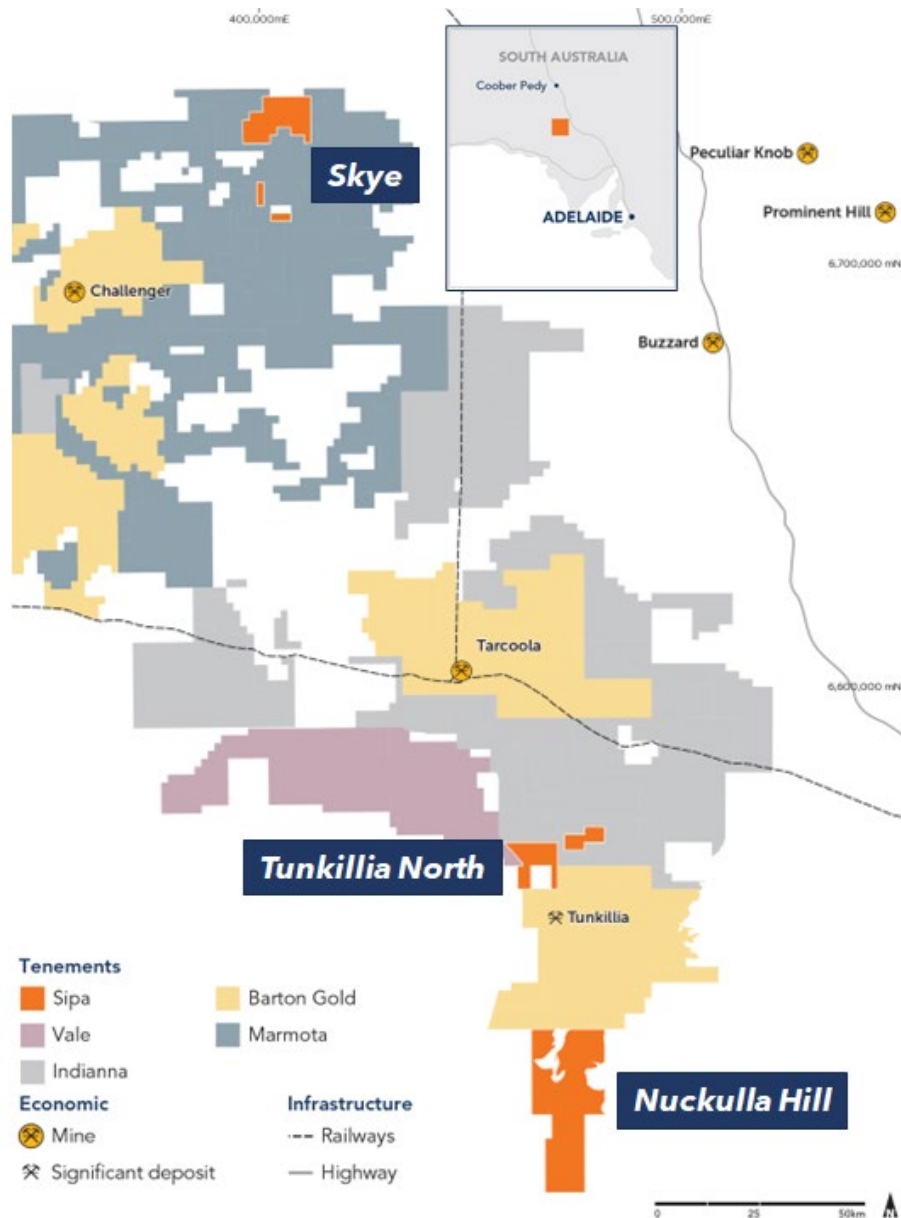 400,000mE
500,000mE
SOUTH AUSTRALIA
Coober Pedy
ADELAIDE
Peculiar Knob
Skye
Prominent Hill
6,700,000 mN
Challenger
Buzzard
Tarcoola
6,600,000 mN
Tunkillia North
Tunkillia
Tenements
Sipa
Barton Gold
Vale
Marmota
Indianna
Nuckulla Hill
Economic
Infrastructure
Mine
Railways
Significant deposit
Highway
0 25 50km
N